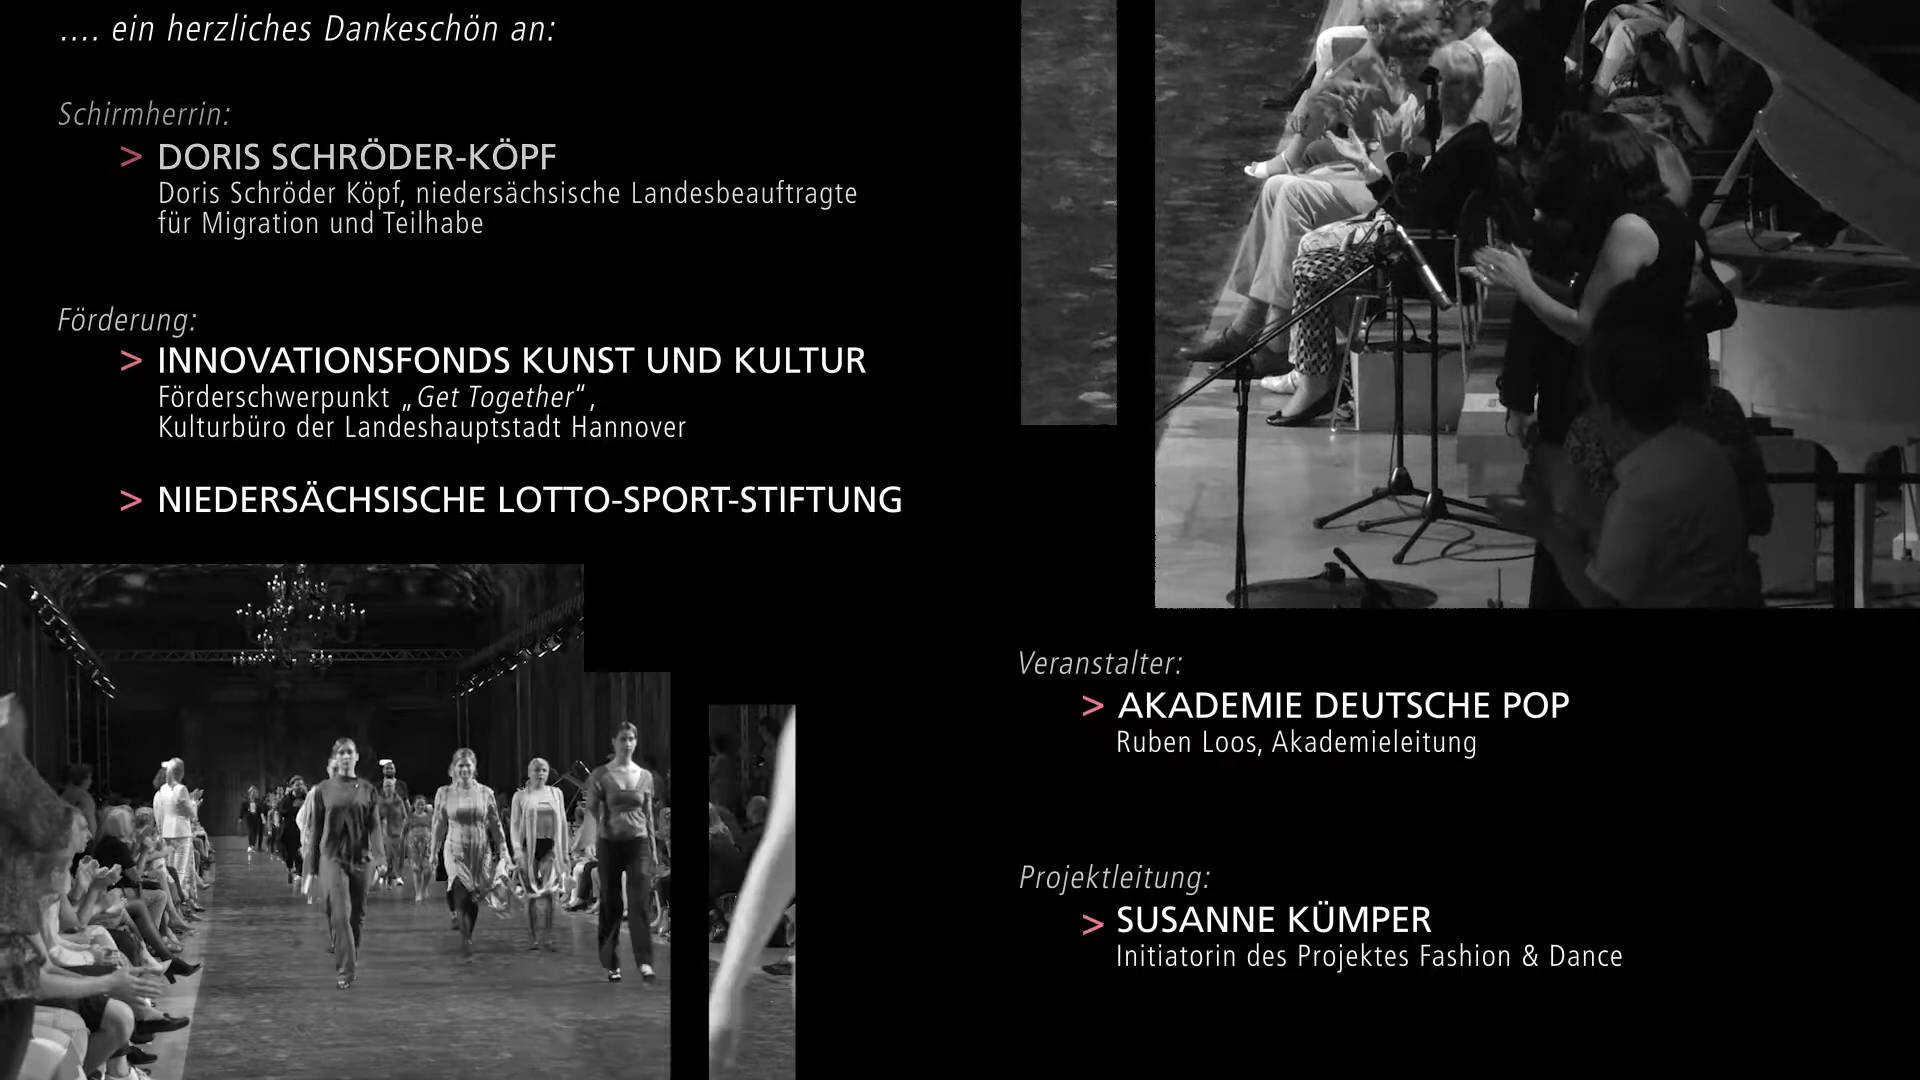 .... ein herzliches Dankeschön an:
Schirmherrin:
> DORIS SCHRÖDER-KÖPF
Doris Schröder Köpf, niedersächsische Landesbeauftragte
für Migration und Teilhabe
Förderung:
> INNOVATIONSFONDS KUNST UND KULTUR
Förderschwerpunkt „Get Together“,
Kulturbüro der Landeshauptstadt Hannover
> NIEDERSÄCHSISCHE LOTTO-SPORT-STIFTUNG
Veranstalter:
> AKADEMIE DEUTSCHE POP
Ruben Loos, Akademieleitung
Projektleitung:
> SUSANNE KÜMPER
Initiatorin des Projektes Fashion & Dance